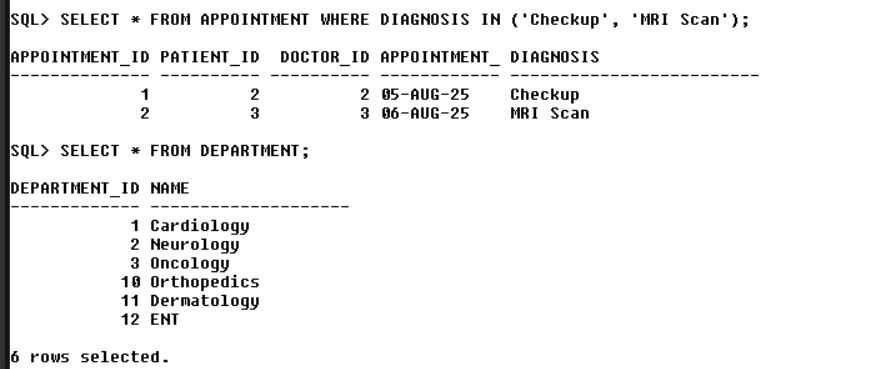 SQL> SELECT * FROM APPOINTMENT WHERE DIAGNOSIS IN ('Checkup', 'MRI Scan');
APPOINTMENT_ID PATIENT_ID  DOCTOR_ID APPOINTMENT_ DIAGNOSIS
-------------- ---------- ---------- ------------ -------------------------
             1          2          2 05-AUG-25    Checkup
             2          3          3 06-AUG-25    MRI Scan
SQL> SELECT * FROM DEPARTMENT;
DEPARTMENT_ID NAME
------------- --------------------
            1 Cardiology
            2 Neurology
            3 Oncology
           10 Orthopedics
           11 Dermatology
           12 ENT
6 rows selected.